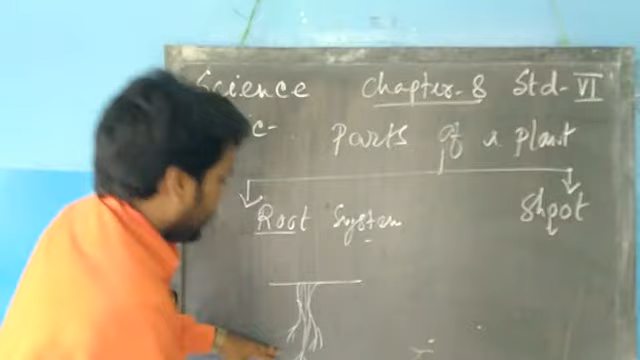 Science Chapter-8 Std-VI
Parts of a plant
Root System Shoot